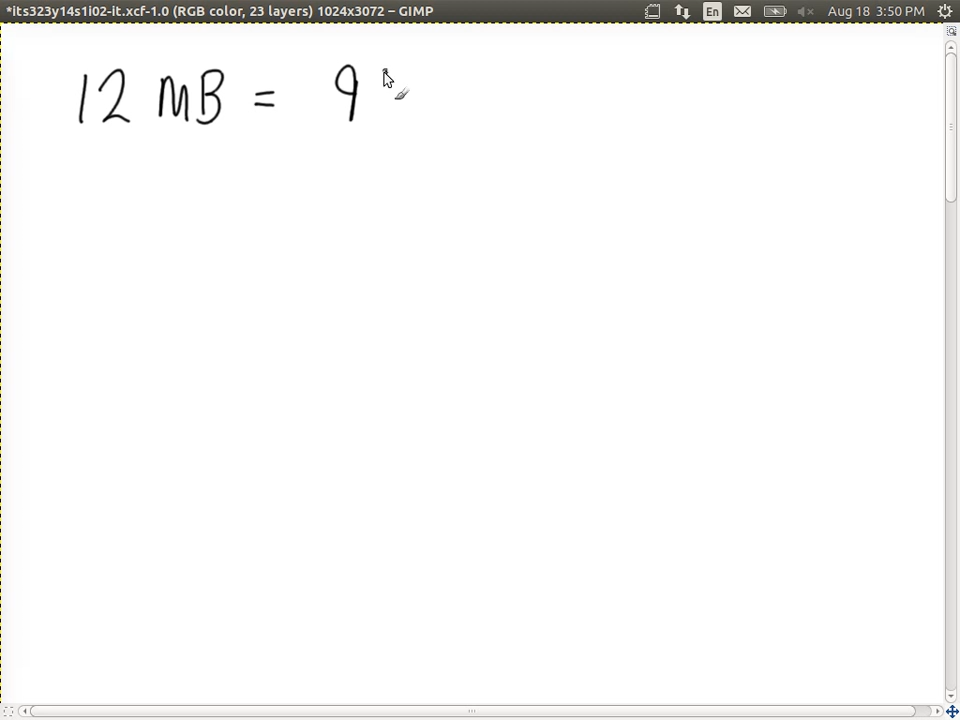 *its323y14s1i02-it.xcf-1.0 (RGB color, 23 layers) 1024x3072 – GIMP En Aug 18 3:50 PM
12 MB = 9